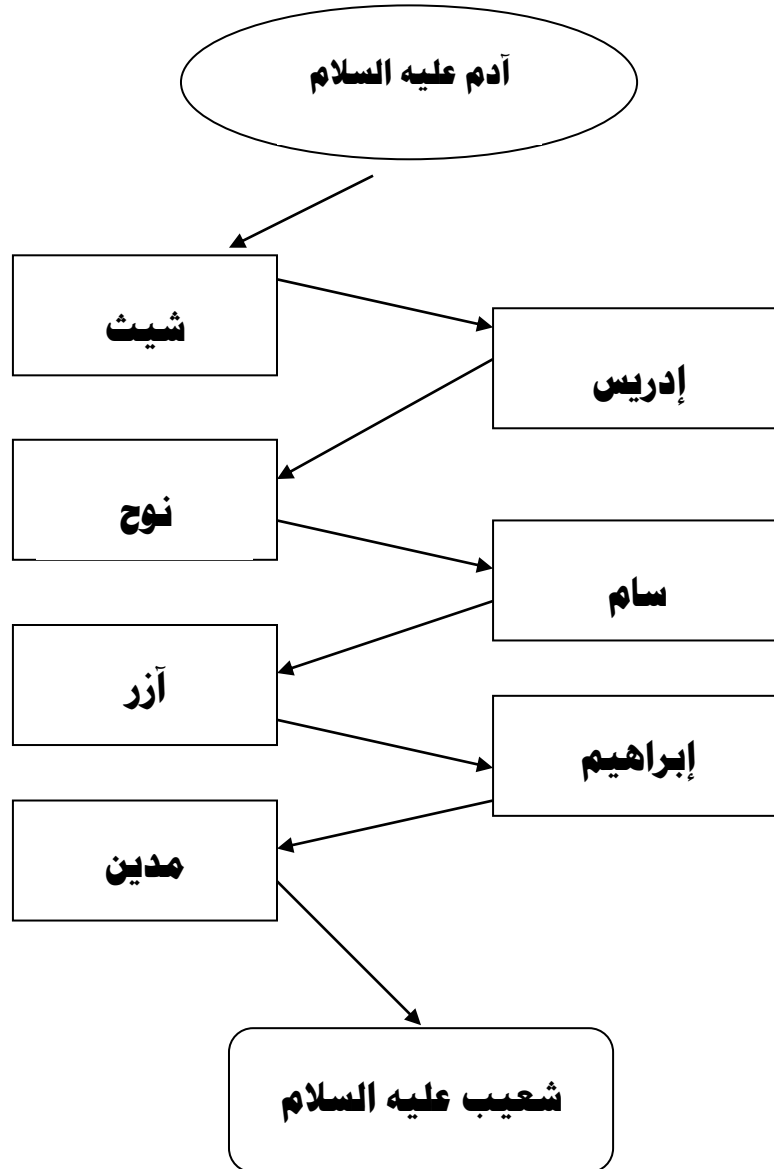 آدم عليه السلام
شيث
إدريس
نوح
سام
آزر
إبراهيم
مدين
شعيب عليه السلام